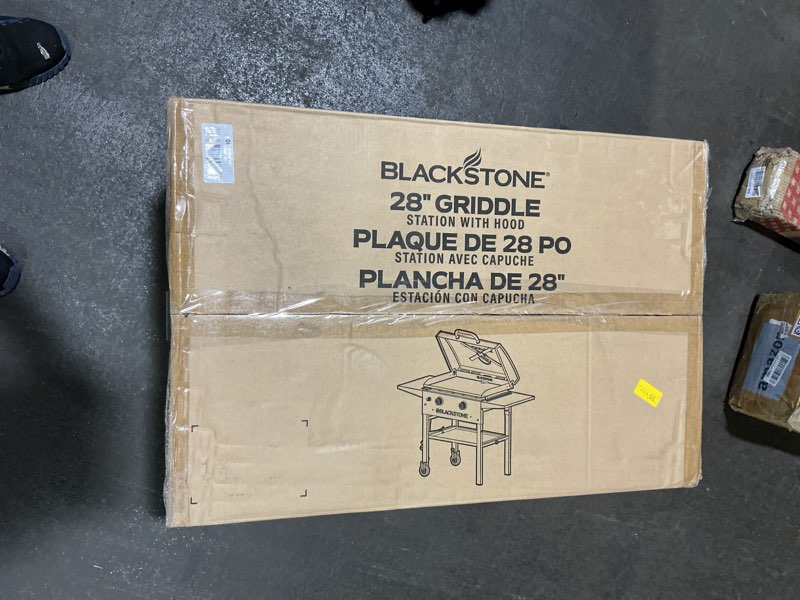 BLACKSTONE®
28" GRIDDLE
STATION WITH HOOD
PLAQUE DE 28 PO
STATION AVEC CAPUCHE
PLANCHA DE 28"
ESTACIÓN CON CAPUCHA
BLACKSTONE
amazon